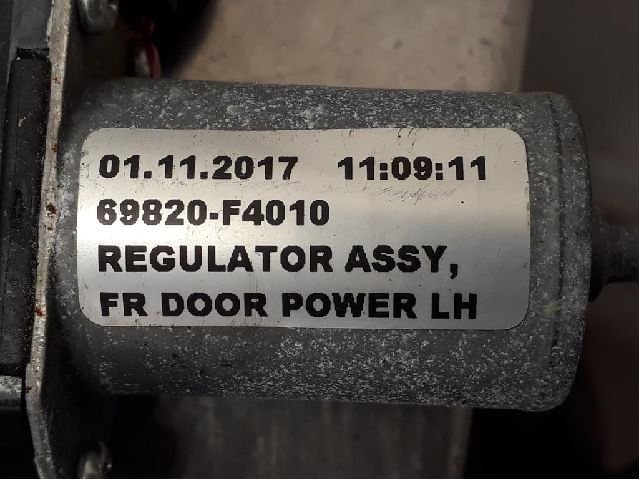 01.11.2017 11:09:11
69820-F4010
REGULATOR ASSY,
FR DOOR POWER LH